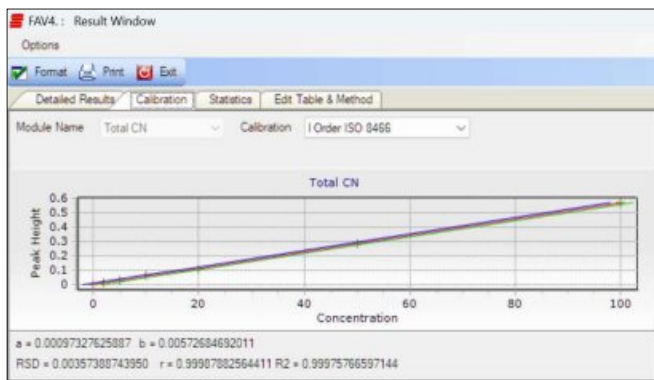 FAV4. :   Result Window
Options
Format Print Exit
Detailed Results Calibration Statistics Edit Table & Method
Module Name Total CN Calibration I Order ISO 8466
Total CN
Peak Height
0.6
0.5
0.4
0.3
0.2
0.1
0
0 20 40 60 80 100
Concentration
a = 0.00097327625887 b = 0.00572684692011
RSD = 0.00357388743950 r = 0.99987882564411 R2 = 0.99975766597144